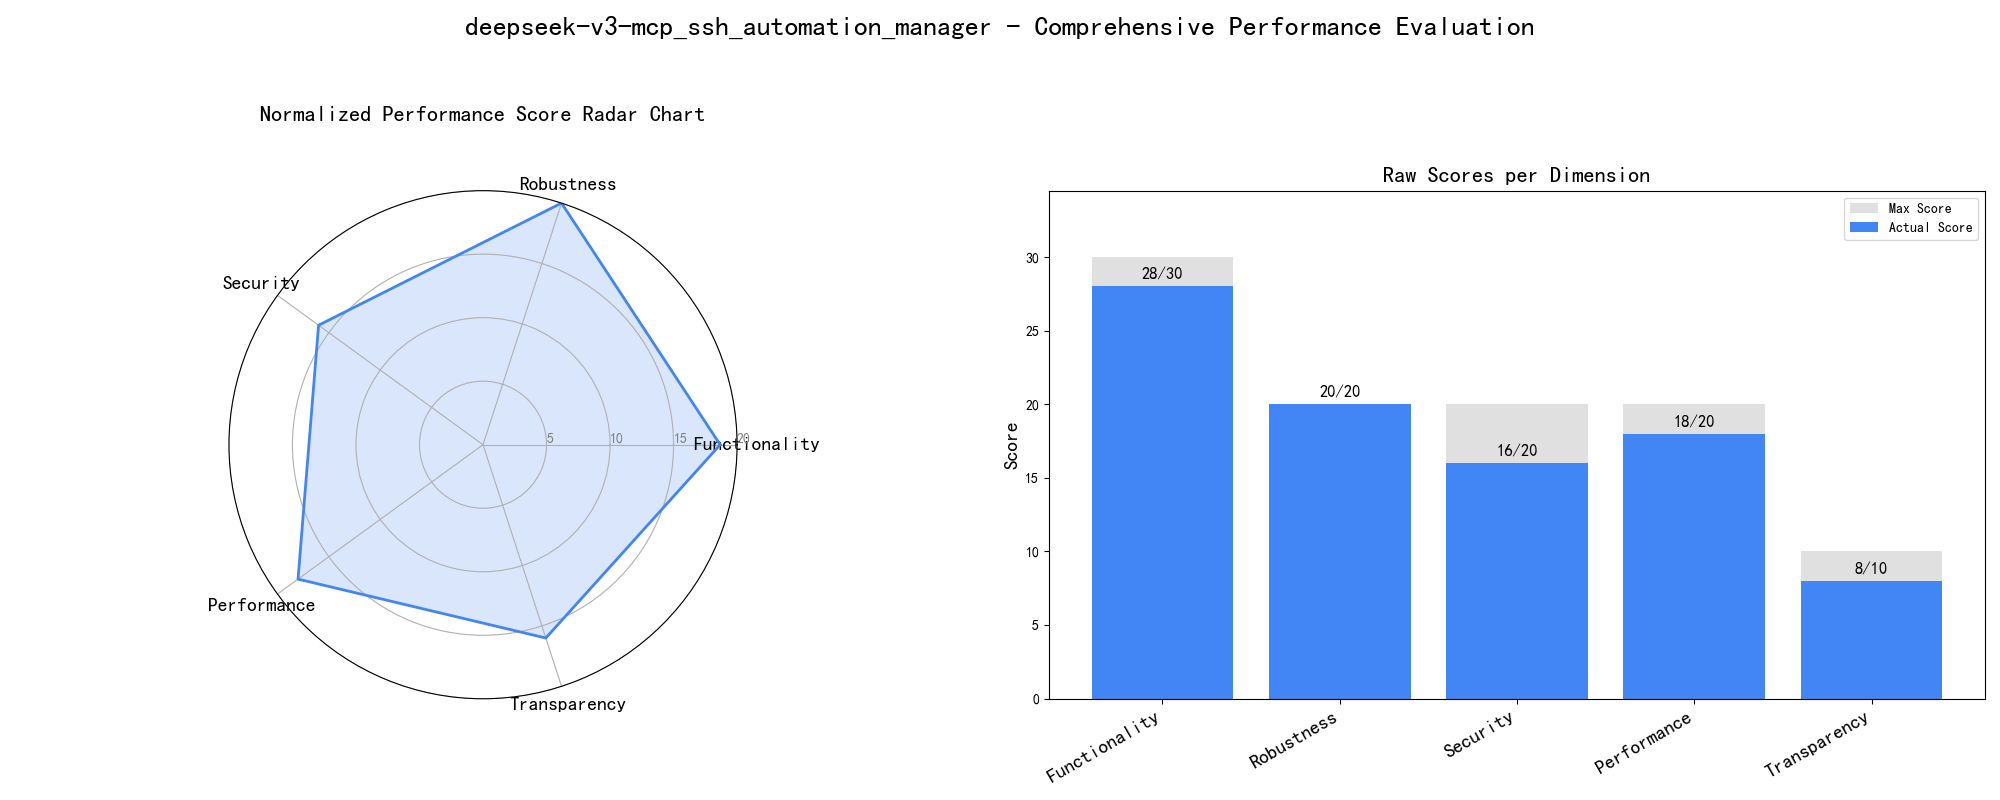 deepseek-v3-mcp_ssh_automation_manager - Comprehensive Performance Evaluation
Normalized Performance Score Radar Chart
Robustness
Security
5
10
15
20
Functionality
Performance
Transparency
Raw Scores per Dimension
Max Score
Actual Score
Score
30
25
20
15
10
5
0
28/30
20/20
16/20
18/20
8/10
Functionality
Robustness
Security
Performance
Transparency